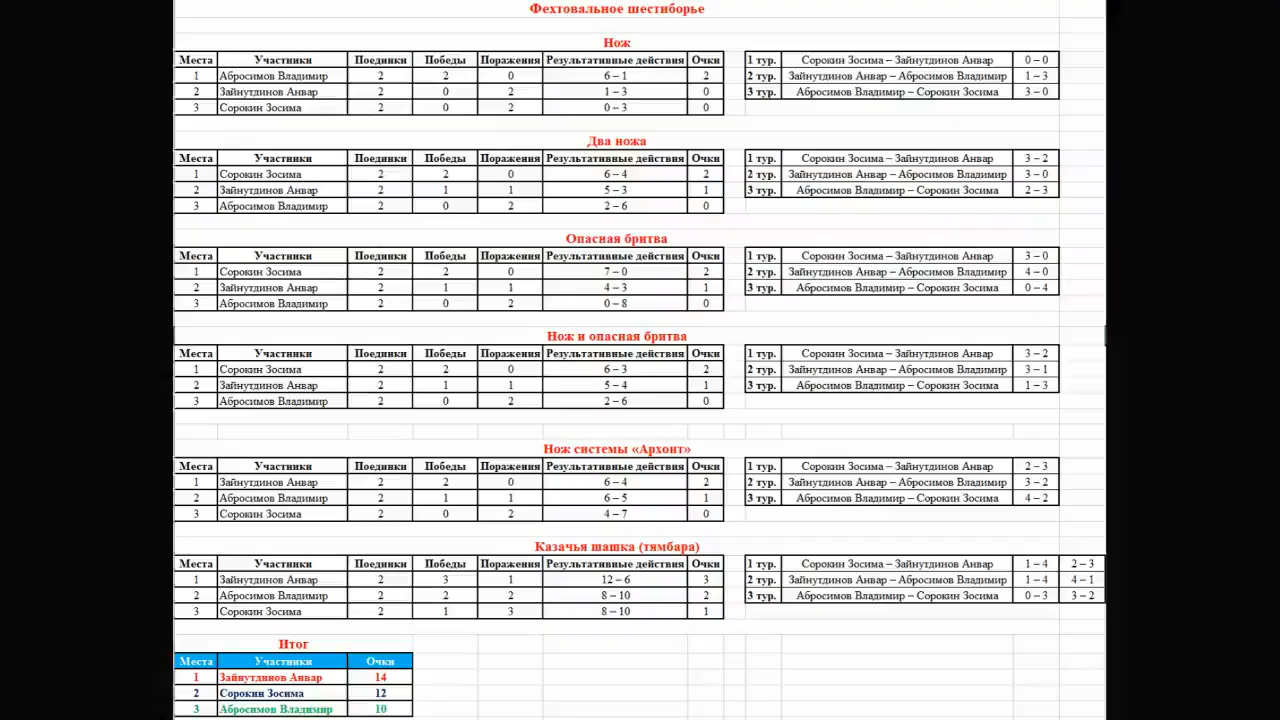 Фехтовальное шестиборье
Нож
Места Участники Поединки Победы Поражения Результативные действия Очки 1 тур. Сорокин Зосима – Зайнутдинов Анвар 0 – 0
1 Абросимов Владимир 2 2 0 6 – 1 2 2 тур. Зайнутдинов Анвар – Абросимов Владимир 1 – 3
2 Зайнутдинов Анвар 2 0 2 1 – 3 0 3 тур. Абросимов Владимир – Сорокин Зосима 3 – 0
3 Сорокин Зосима 2 0 2 0 – 3 0
Два ножа
Места Участники Поединки Победы Поражения Результативные действия Очки 1 тур. Сорокин Зосима – Зайнутдинов Анвар 3 – 2
1 Сорокин Зосима 2 2 0 6 – 4 2 2 тур. Зайнутдинов Анвар – Абросимов Владимир 3 – 0
2 Зайнутдинов Анвар 2 1 1 5 – 3 1 3 тур. Абросимов Владимир – Сорокин Зосима 2 – 3
3 Абросимов Владимир 2 0 2 2 – 6 0
Опасная бритва
Места Участники Поединки Победы Поражения Результативные действия Очки 1 тур. Сорокин Зосима – Зайнутдинов Анвар 3 – 0
1 Сорокин Зосима 2 2 0 7 – 0 2 2 тур. Зайнутдинов Анвар – Абросимов Владимир 4 – 0
2 Зайнутдинов Анвар 2 1 1 4 – 3 1 3 тур. Абросимов Владимир – Сорокин Зосима 0 – 4
3 Абросимов Владимир 2 0 2 0 – 8 0
Нож и опасная бритва
Места Участники Поединки Победы Поражения Результативные действия Очки 1 тур. Сорокин Зосима – Зайнутдинов Анвар 3 – 2
1 Сорокин Зосима 2 2 0 6 – 3 2 2 тур. Зайнутдинов Анвар – Абросимов Владимир 3 – 1
2 Зайнутдинов Анвар 2 1 1 5 – 4 1 3 тур. Абросимов Владимир – Сорокин Зосима 1 – 3
3 Абросимов Владимир 2 0 2 2 – 6 0
Нож системы «Архонт»
Места Участники Поединки Победы Поражения Результативные действия Очки 1 тур. Сорокин Зосима – Зайнутдинов Анвар 2 – 3
1 Зайнутдинов Анвар 2 2 0 6 – 4 2 2 тур. Зайнутдинов Анвар – Абросимов Владимир 3 – 2
2 Абросимов Владимир 2 1 1 6 – 5 1 3 тур. Абросимов Владимир – Сорокин Зосима 4 – 2
3 Сорокин Зосима 2 0 2 4 – 7 0
Казачья шашка (тямбара)
Места Участники Поединки Победы Поражения Результативные действия Очки 1 тур. Сорокин Зосима – Зайнутдинов Анвар 1 – 4 2 – 3
1 Зайнутдинов Анвар 2 3 1 12 – 6 3 2 тур. Зайнутдинов Анвар – Абросимов Владимир 1 – 4 4 – 1
2 Абросимов Владимир 2 2 2 8 – 10 2 3 тур. Абросимов Владимир – Сорокин Зосима 0 – 3 3 – 2
3 Сорокин Зосима 2 1 3 8 – 10 1
Итог
Места Участники Очки
1 Зайнутдинов Анвар 14
2 Сорокин Зосима 12
3 Абросимов Владимир 10